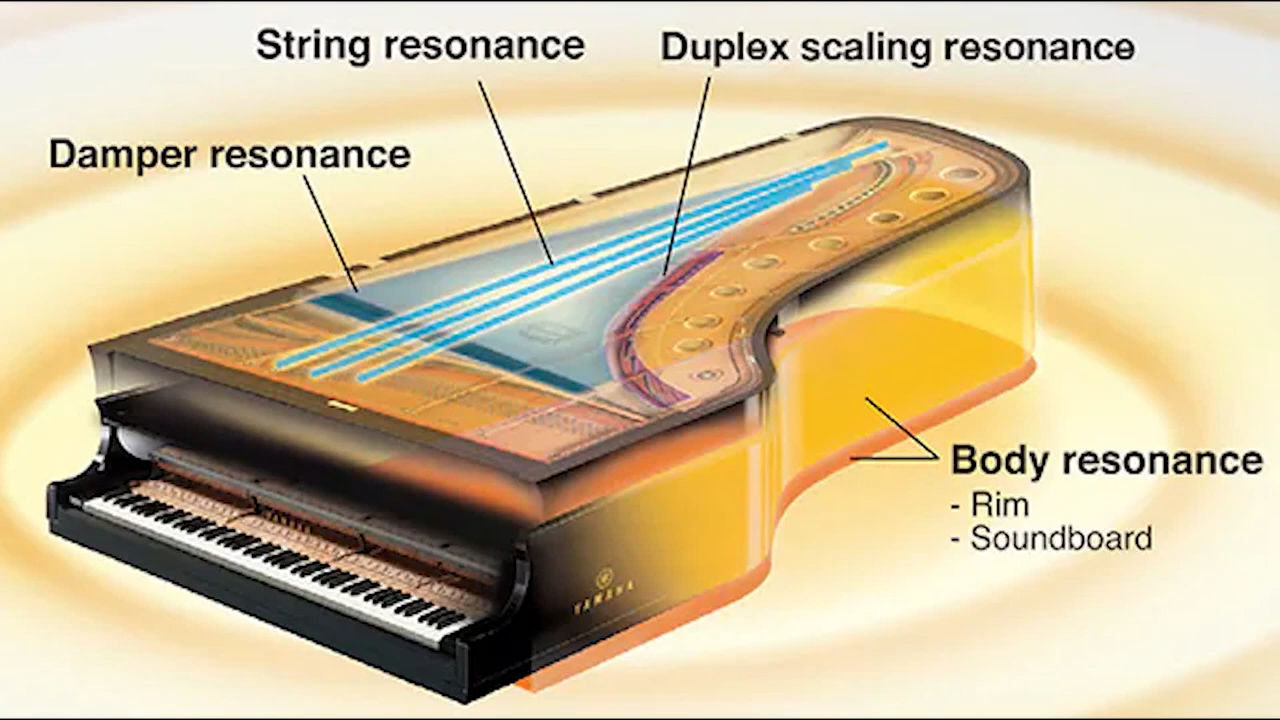 String resonance
Duplex scaling resonance
Damper resonance
Body resonance
- Rim
- Soundboard
YAMAHA